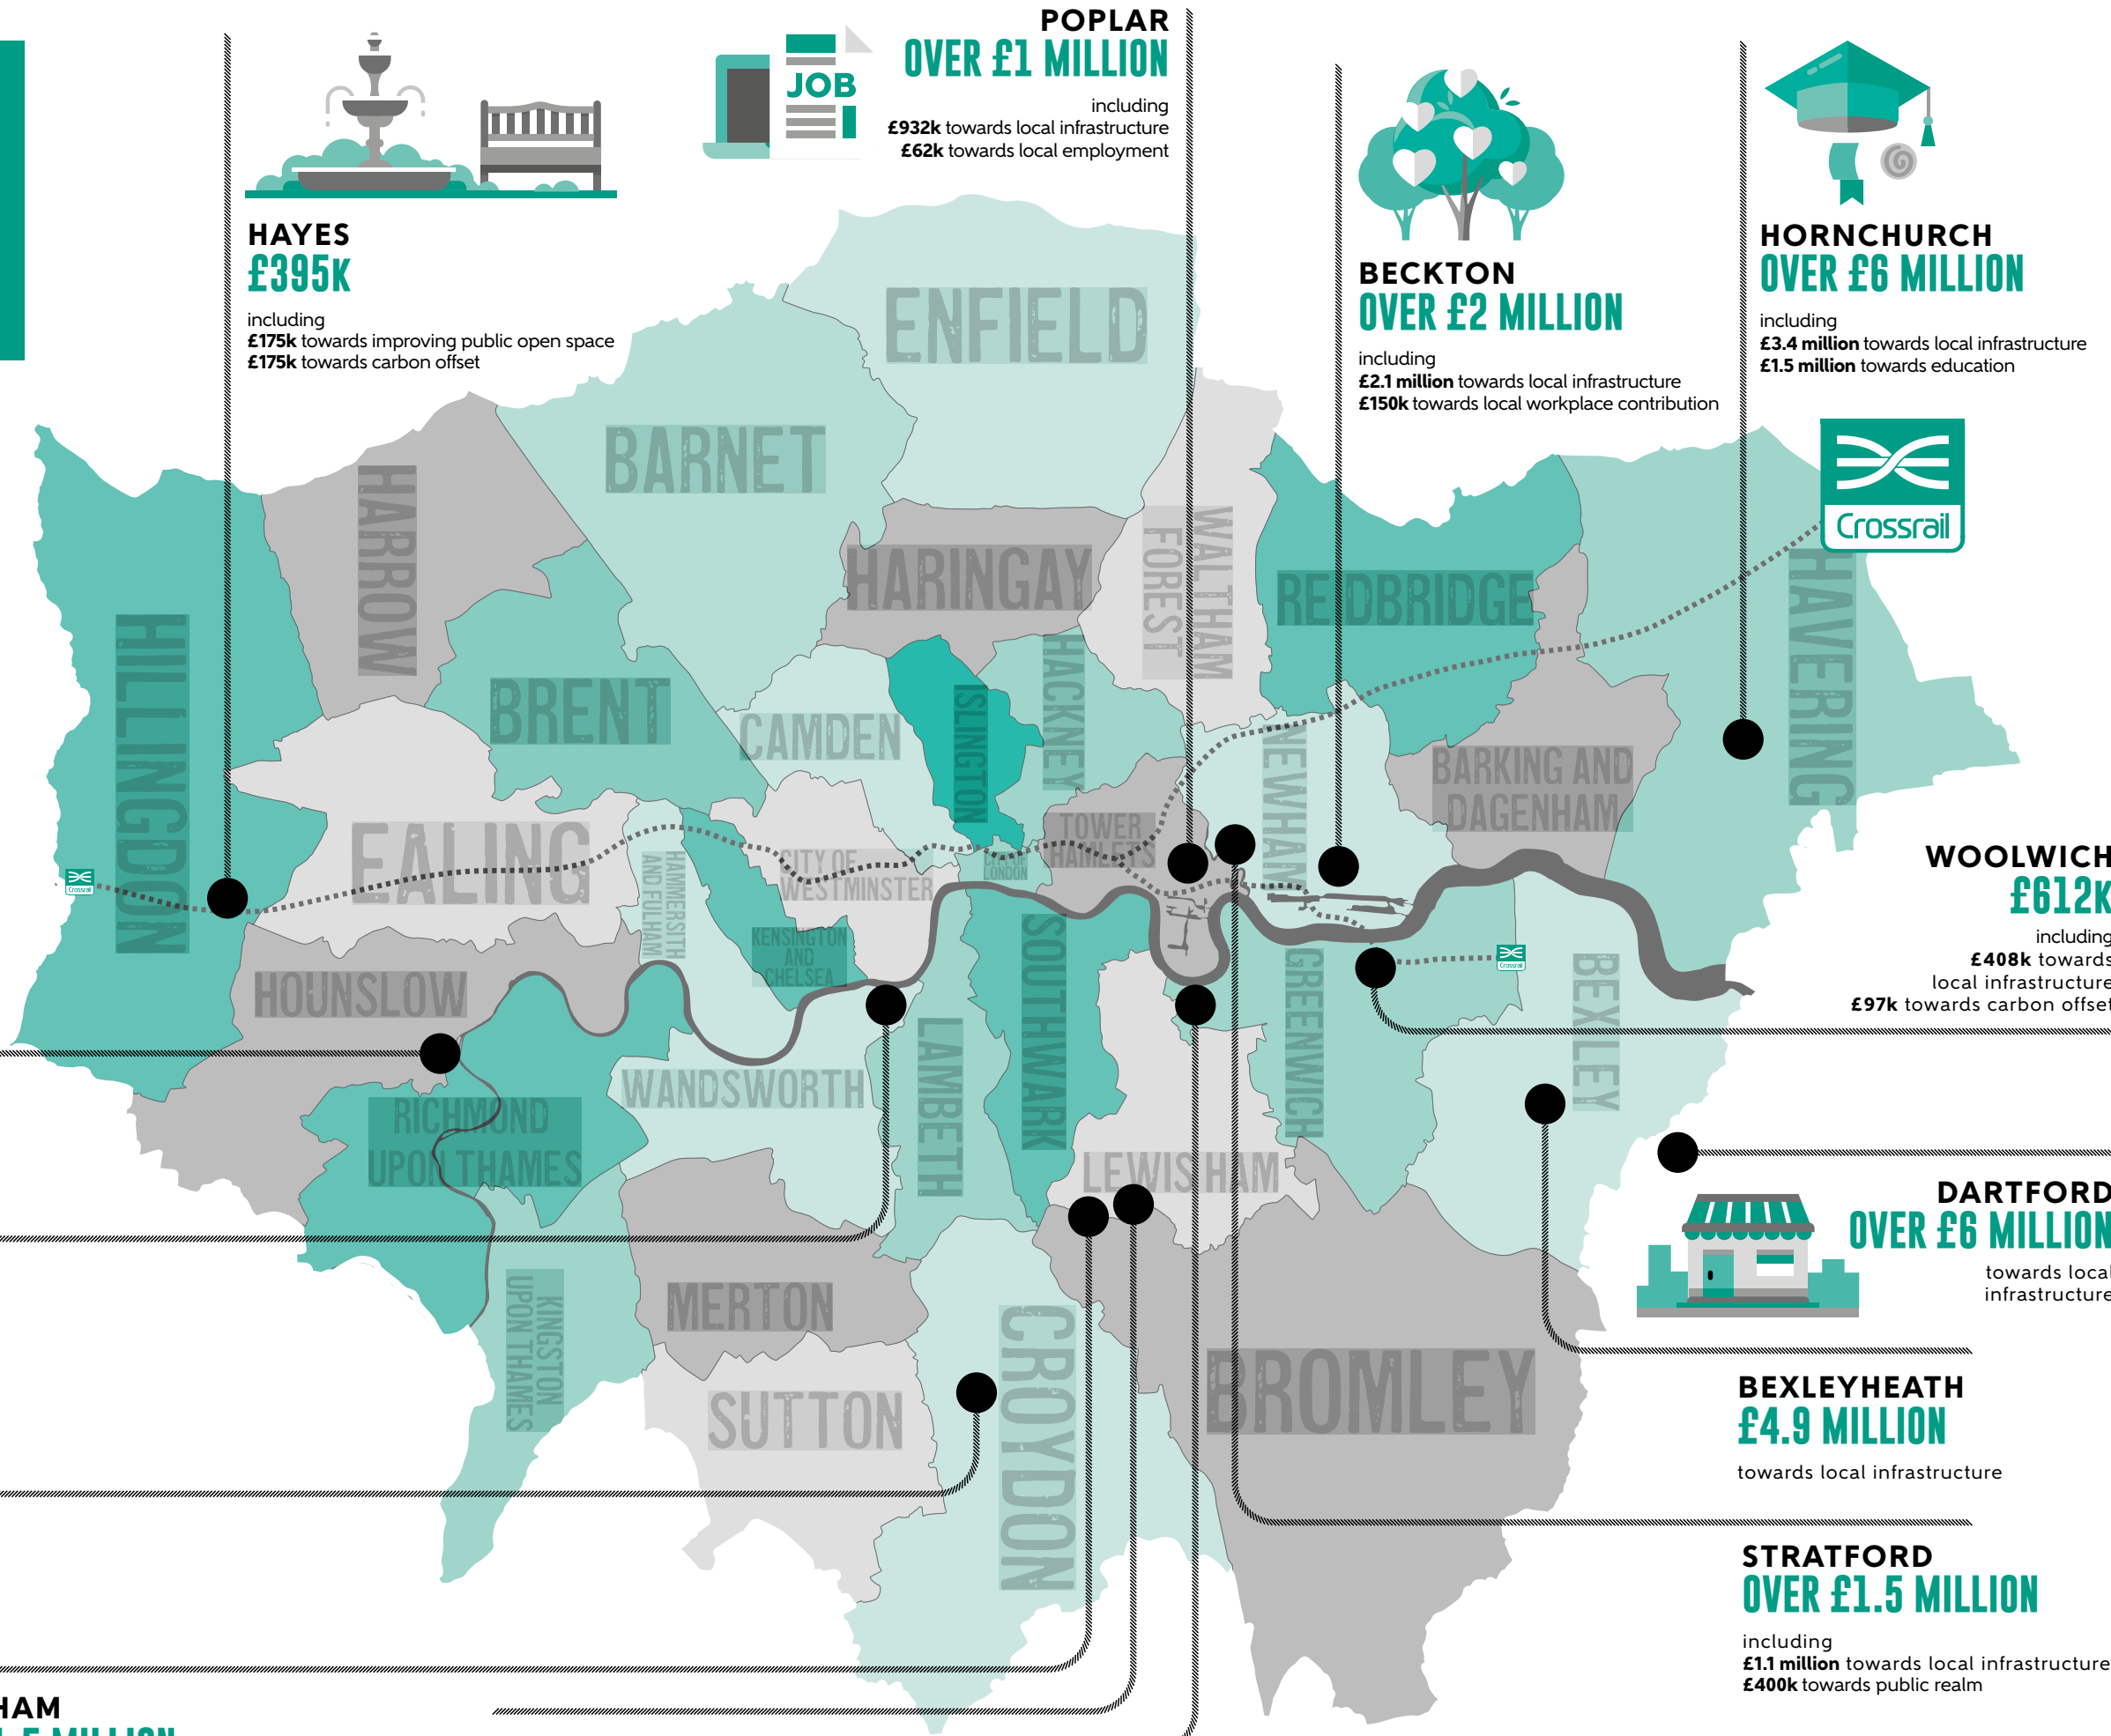 POPLAR
OVER £1 MILLION
including
£932k towards local infrastructure
£62k towards local employment
JOB
HAYES
£395K
including
£175k towards improving public open space
£175k towards carbon offset
BECKTON
OVER £2 MILLION
including
£2.1 million towards local infrastructure
£150k towards local workplace contribution
HORNCHURCH
OVER £6 MILLION
including
£3.4 million towards local infrastructure
£1.5 million towards education
Crossrail
ENFIELD
BARNET
HARROW
HARINGAY
WALTHAM
FOREST
REDBRIDGE
HAVERING
HILLINGDON
BRENT
CAMDEN
ISLINGTON
HACKNEY
NEWHAM
BARKING AND
DAGENHAM
EALING
HAMMERSITH
AND FULHAM
CITY OF
WESTMINSTER
CITY OF
LONDON
TOWER
HAMLETS
KENSINGTON
AND
CHELSEA
Crossrail
HOUNSLOW
SOUTHWARK
LAMBETH
GREENWICH
Crossrail
BEXLEY
WANDSWORTH
RICHMOND
UPON THAMES
LEWISHAM
KINGSTON
UPON THAMES
MERTON
SUTTON
CROYDON
BROMLEY
WOOLWICH
£612K
including
£408k towards
local infrastructure
£97k towards carbon offset
DARTFORD
OVER £6 MILLION
towards local
infrastructure
BEXLEYHEATH
£4.9 MILLION
towards local infrastructure
STRATFORD
OVER £1.5 MILLION
including
£1.1 million towards local infrastructure
£400k towards public realm
HAM